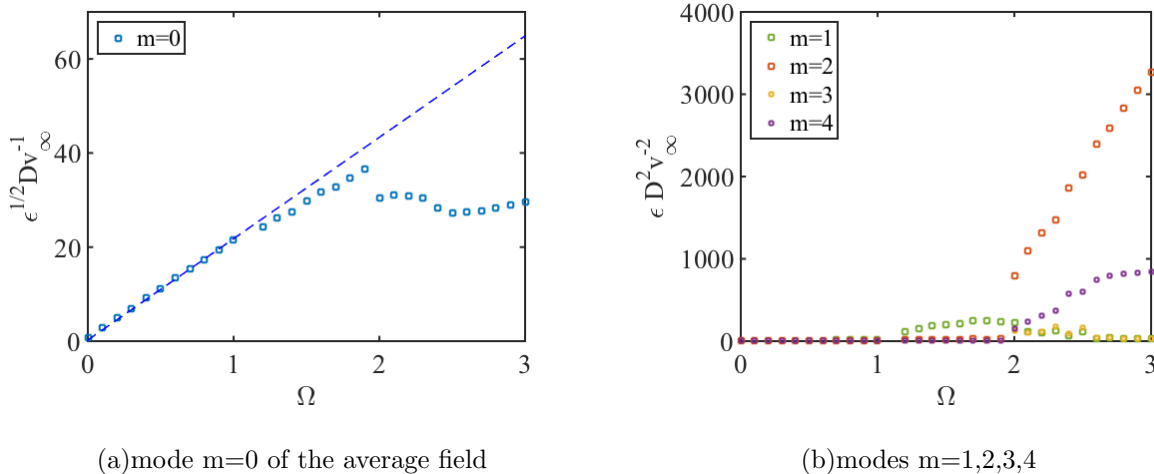 m=0
60
40
20
0
0
1
2
3
ϵ^{1/2}Dv_∞^{-1}
Ω
(a)mode m=0 of the average field
m=1
m=2
m=3
m=4
4000
3000
2000
1000
0
0
1
2
3
ϵ D^2v_∞^{-2}
Ω
(b)modes m=1,2,3,4